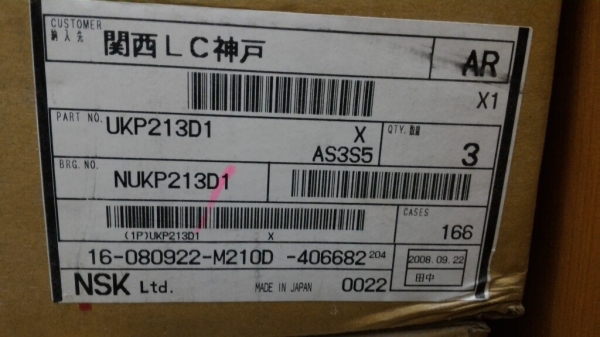 CUSTOMER
納入先 関西LC神戸 AR
X1
PART NO. UKP213D1 X QTY. 数量
AS3S5 3
BRG. NO. NUKP213D1
CASES
(1P)UKP213D1 X 166
16-080922-M210D -406682 204 2008.09.22
NSK Ltd. MADE IN JAPAN 0022 田中